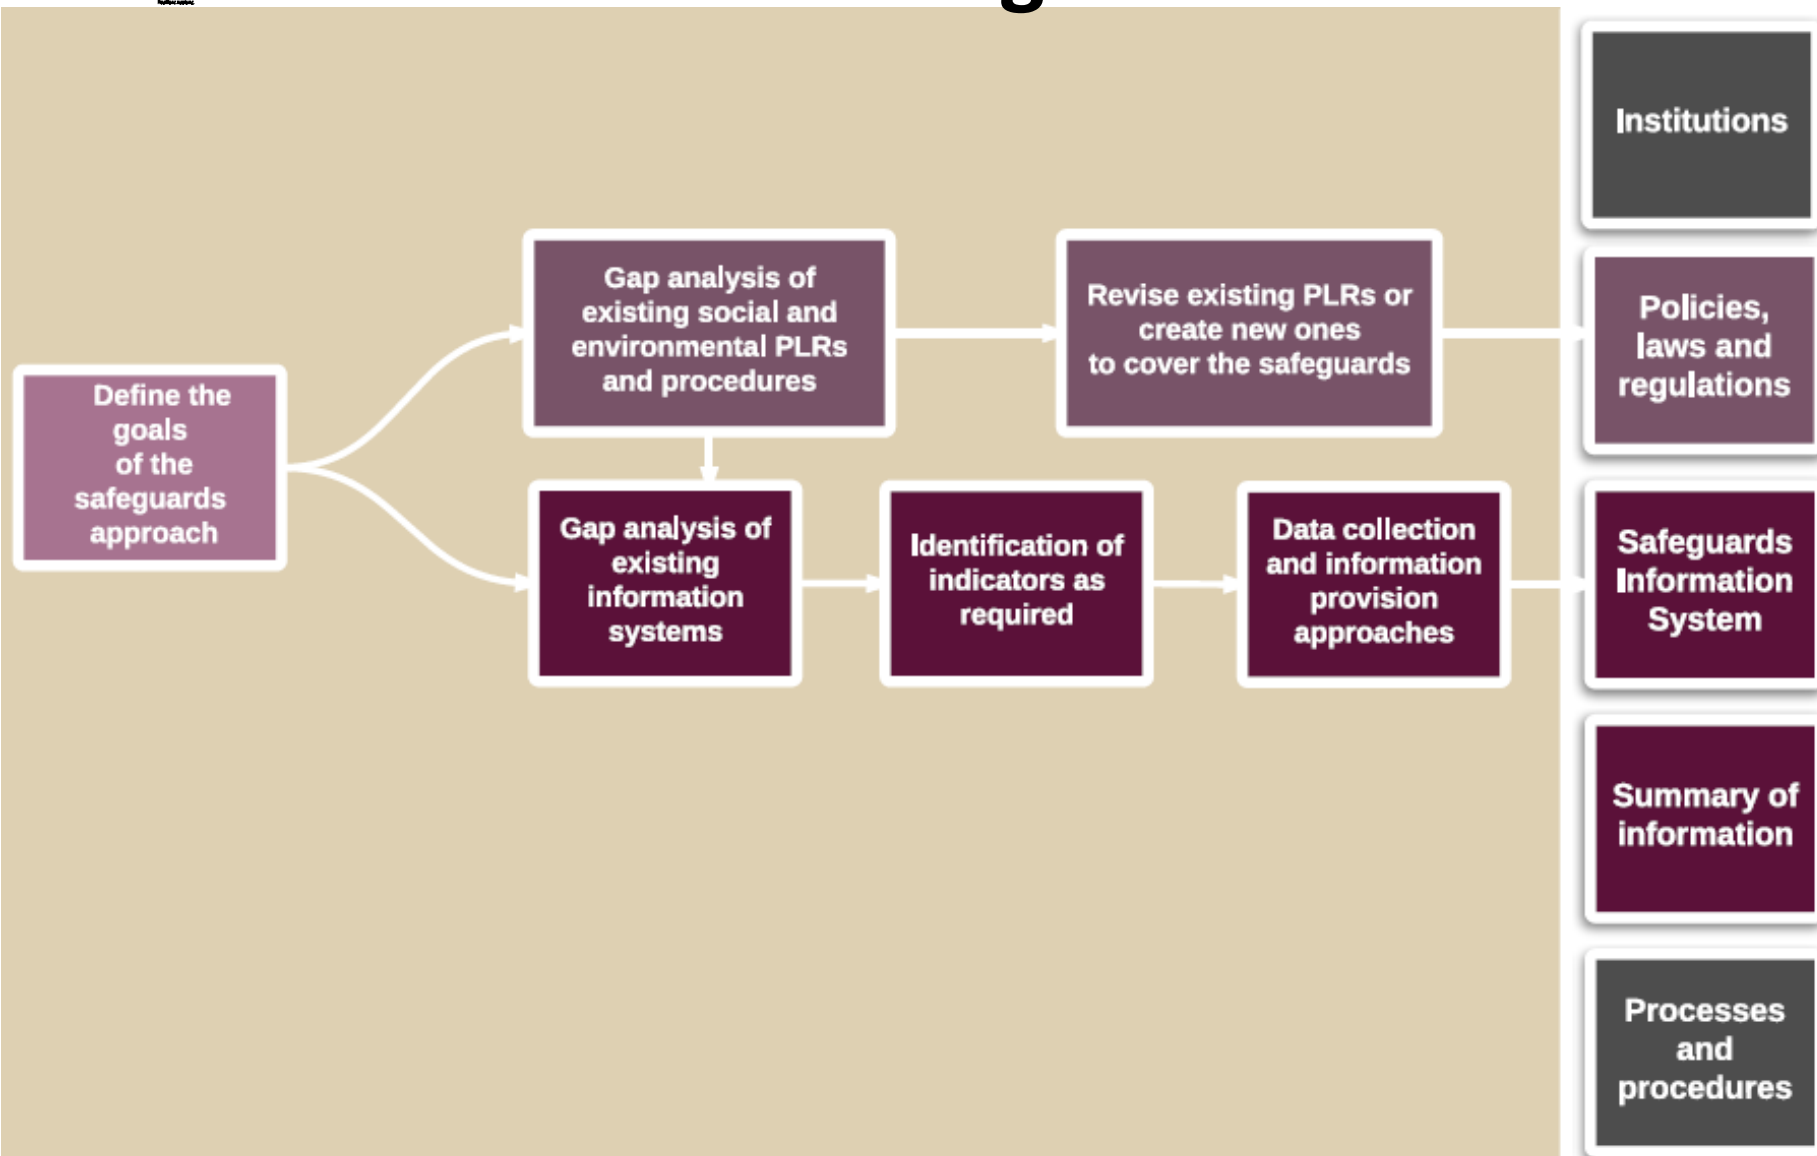 Institutions
Gap analysis of
existing social and
environmental PLRs
and procedures
Revise existing PLRs or
create new ones
to cover the safeguards
Policies,
laws and
regulations
Define the
goals
of the
safeguards
approach
Gap analysis of
existing
information
systems
Identification of
indicators as
required
Data collection
and information
provision
approaches
Safeguards
Information
System
Summary of
information
Processes
and
procedures